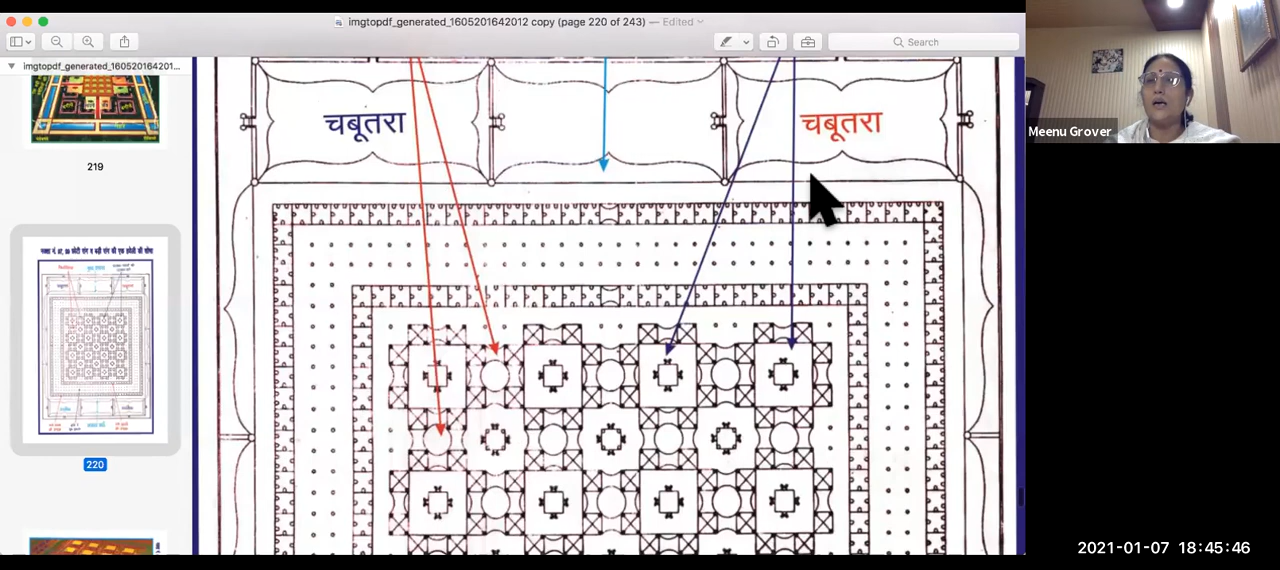 imgtopdf_generated_1605201642012 copy (page 220 of 243) — Edited
Search
imgtopdf_generated_160520164201...
219
220
चबूतरा
चबूतरा
Meenu Grover
2021-01-07 18:45:46